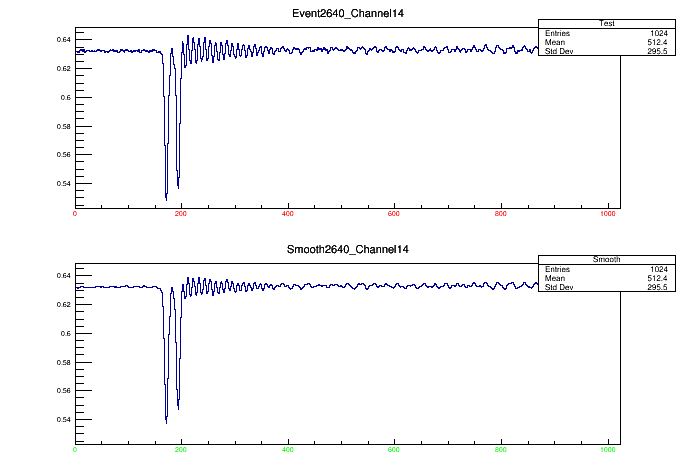 Event2640_Channel14
Test
Entries 1024
Mean 512.4
Std Dev 295.5
0.64
0.62
0.6
0.58
0.56
0.54
0 200 400 600 800 1000
Smooth2640_Channel14
Smooth
Entries 1024
Mean 512.4
Std Dev 295.5
0.64
0.62
0.6
0.58
0.56
0.54
0 200 400 600 800 1000